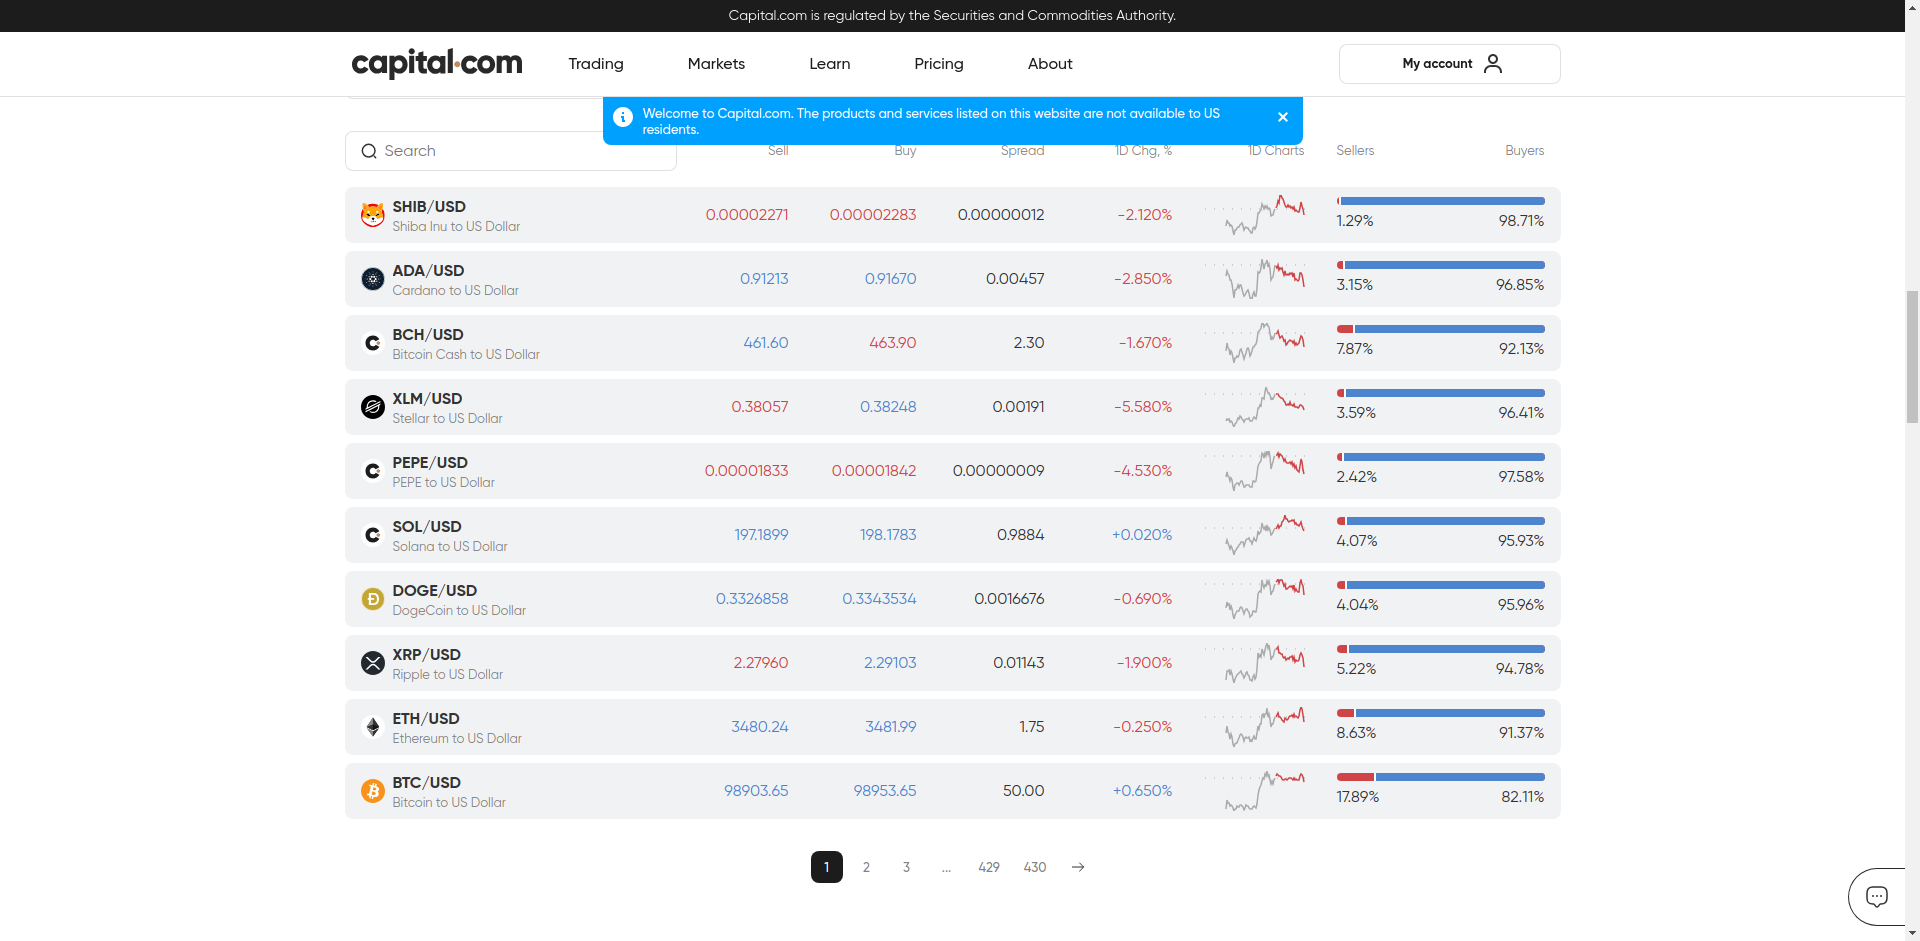 Capital.com is regulated by the Securities and Commodities Authority.
capital.com
Trading
Markets
Learn
Pricing
About
My account
Welcome to Capital.com. The products and services listed on this website are not available to US
residents.
Search
Sell
Buy
Spread
1D Chg, %
1D Charts
Sellers
Buyers
SHIB/USD
Shiba Inu to US Dollar
0.00002271
0.00002283
0.00000012
-2.120%
1.29%
98.71%
ADA/USD
Cardano to US Dollar
0.91213
0.91670
0.00457
-2.850%
3.15%
96.85%
BCH/USD
Bitcoin Cash to US Dollar
461.60
463.90
2.30
-1.670%
7.87%
92.13%
XLM/USD
Stellar to US Dollar
0.38057
0.38248
0.00191
-5.580%
3.59%
96.41%
PEPE/USD
PEPE to US Dollar
0.00001833
0.00001842
0.00000009
-4.530%
2.42%
97.58%
SOL/USD
Solana to US Dollar
197.1899
198.1783
0.9884
+0.020%
4.07%
95.93%
DOGE/USD
DogeCoin to US Dollar
0.3326858
0.3343534
0.0016676
-0.690%
4.04%
95.96%
XRP/USD
Ripple to US Dollar
2.27960
2.29103
0.01143
-1.900%
5.22%
94.78%
ETH/USD
Ethereum to US Dollar
3480.24
3481.99
1.75
-0.250%
8.63%
91.37%
BTC/USD
Bitcoin to US Dollar
98903.65
98953.65
50.00
+0.650%
17.89%
82.11%
1 2 3 ... 429 430